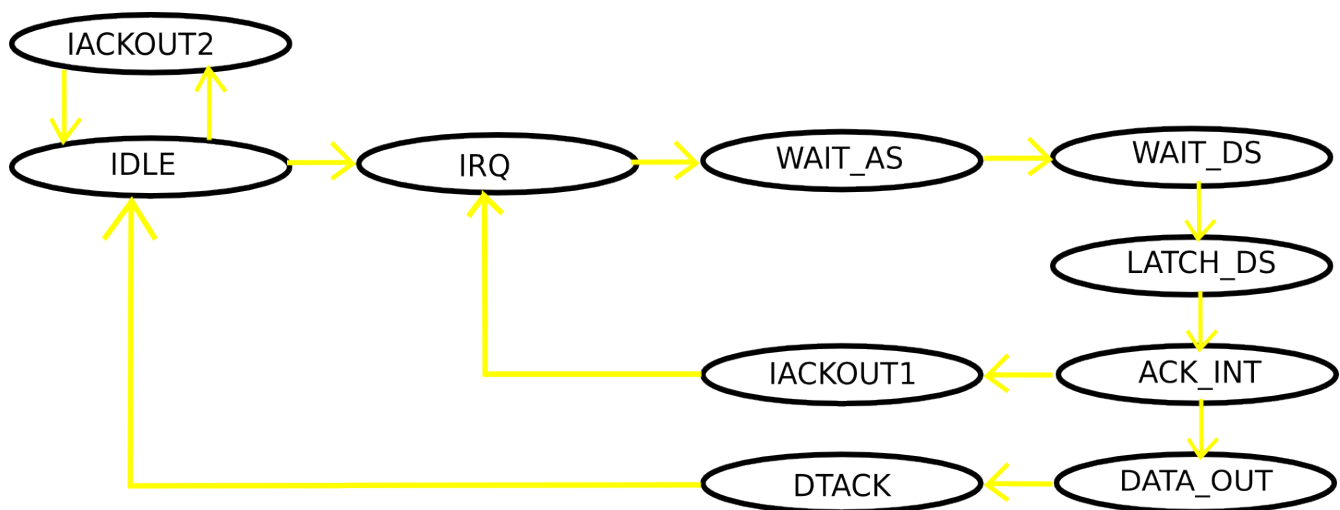 IACKOUT2
IDLE
IRQ
WAIT_AS
WAIT_DS
LATCH_DS
IACKOUT1
ACK_INT
DTACK
DATA_OUT